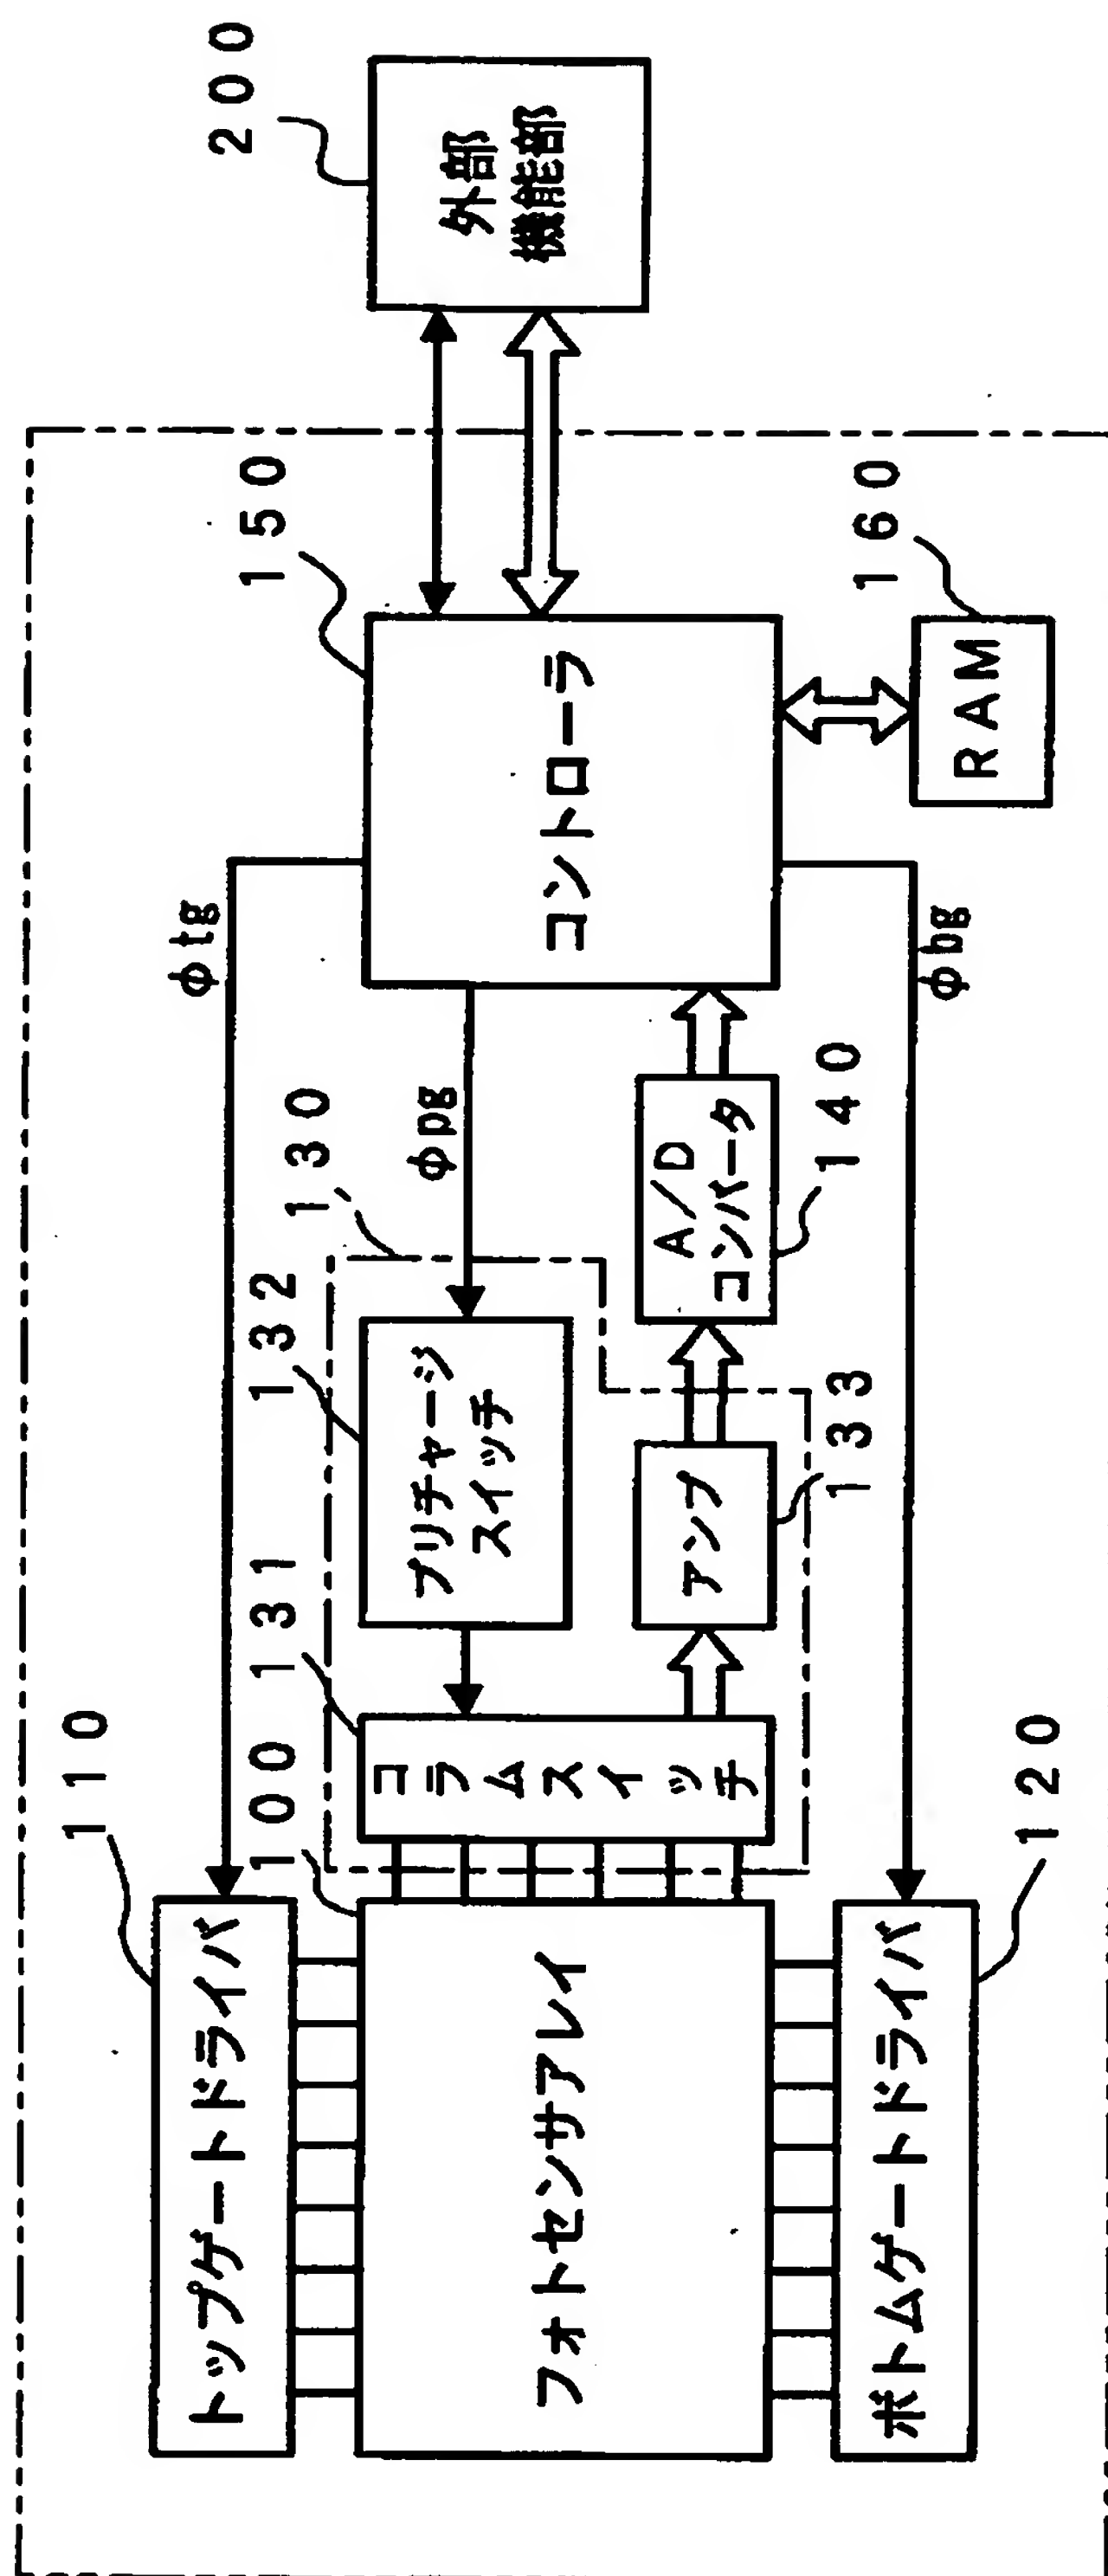 110
トップゲートドライバ
φtg
150
200
外部
機能部
100
131
132
130
フォトセンサアレイ
コラムスイッチ
プリチャージ
スイッチ
φpg
コントローラ
アンプ
133
A/D
コンバータ
140
ボトムゲートドライバ
120
φbg
RAM
160